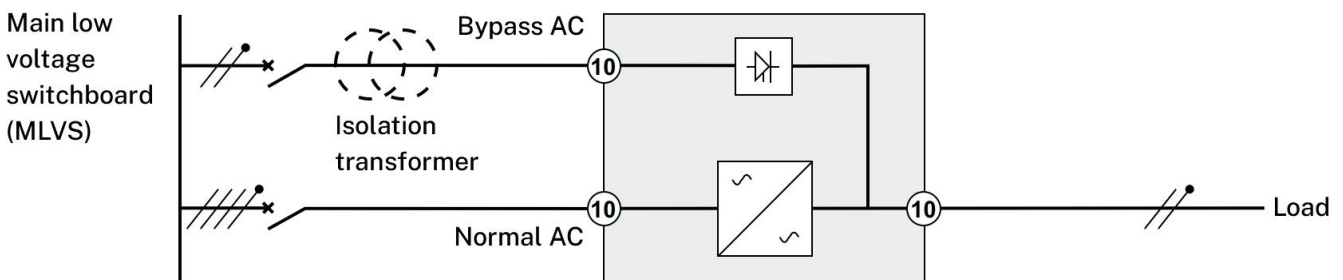 Main low
voltage
switchboard
(MLVS)
Bypass AC
10
Isolation
transformer
Normal AC
10
10
Load